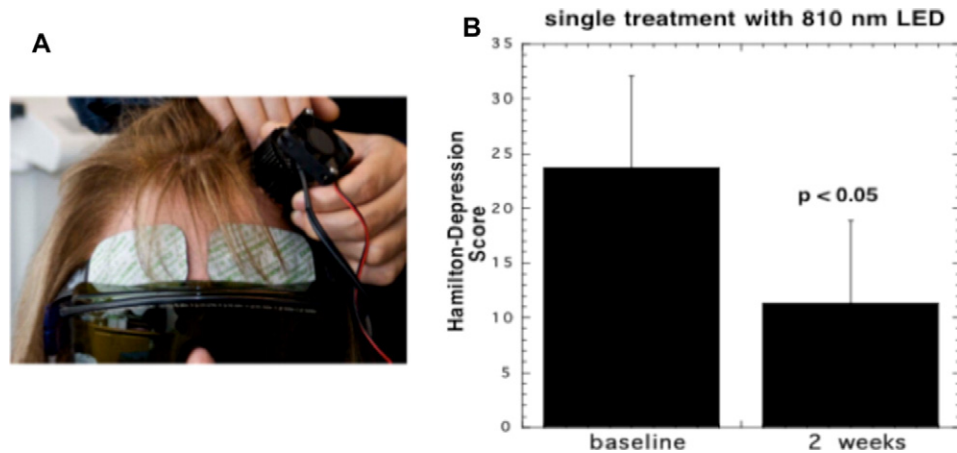 A
B
single treatment with 810 nm LED
Hamilton-Depression
Score
35
30
25
20
15
10
5
0
p < 0.05
baseline
2 weeks